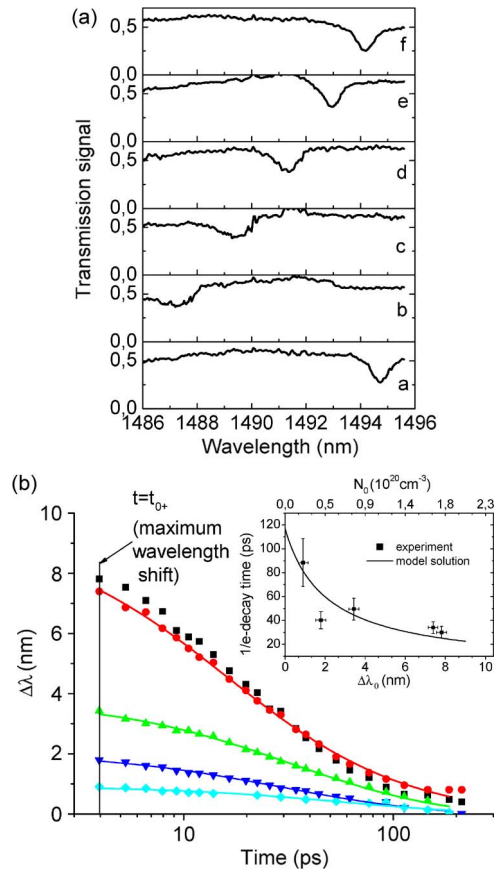 (a)
0,5
f
0,0
0,5
e
0,0
0,5
d
0,0
0,5
c
0,0
0,5
b
0,0
0,5
a
0,0
Transmission signal
1486 1488 1490 1492 1494 1496
Wavelength (nm)
(b)
t=t0+
(maximum
wavelength
shift)
10
8
6
4
2
0
Δλ (nm)
10 100
Time (ps)
N0 (10^20cm^-3)
0,0 0,4 0,9 1,3 1,8 2,3
120
100
80
60
40
20
0
1/e-decay time (ps)
experiment
model solution
0 2 4 6 8 10
Δλ0 (nm)